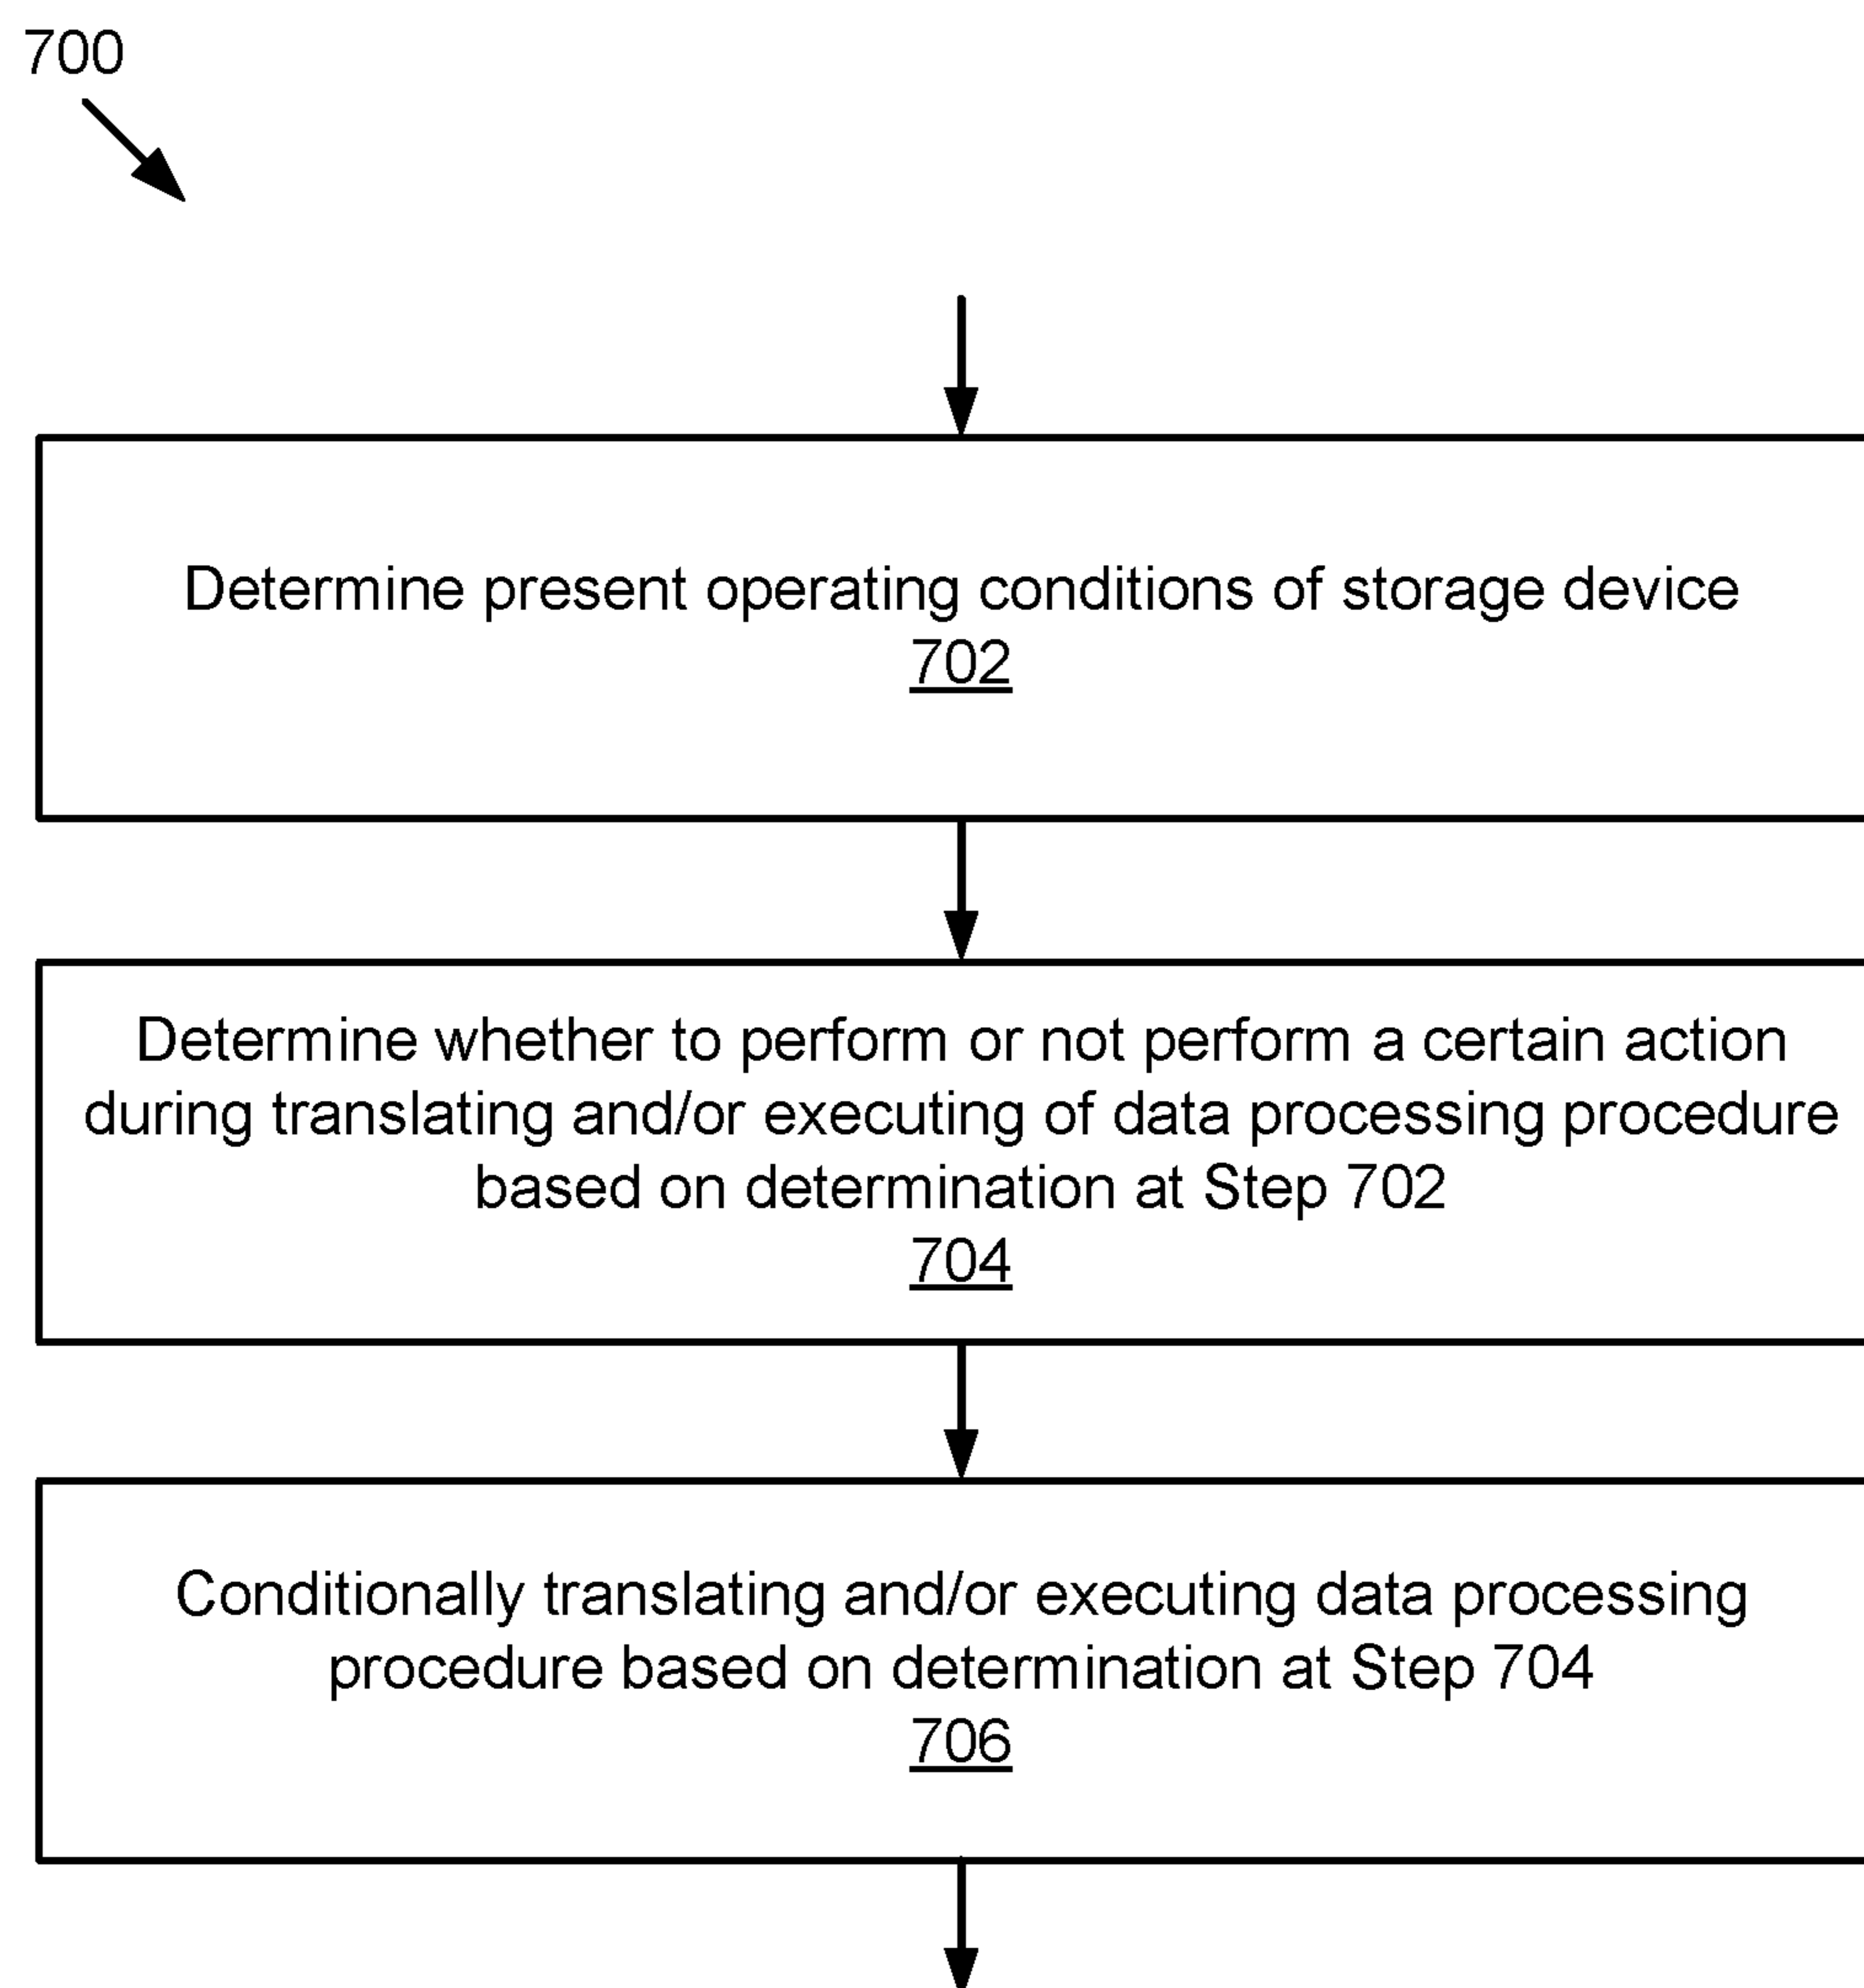 700
Determine present operating conditions of storage device
702
Determine whether to perform or not perform a certain action
during translating and/or executing of data processing procedure
based on determination at Step 702
704
Conditionally translating and/or executing data processing
procedure based on determination at Step 704
706